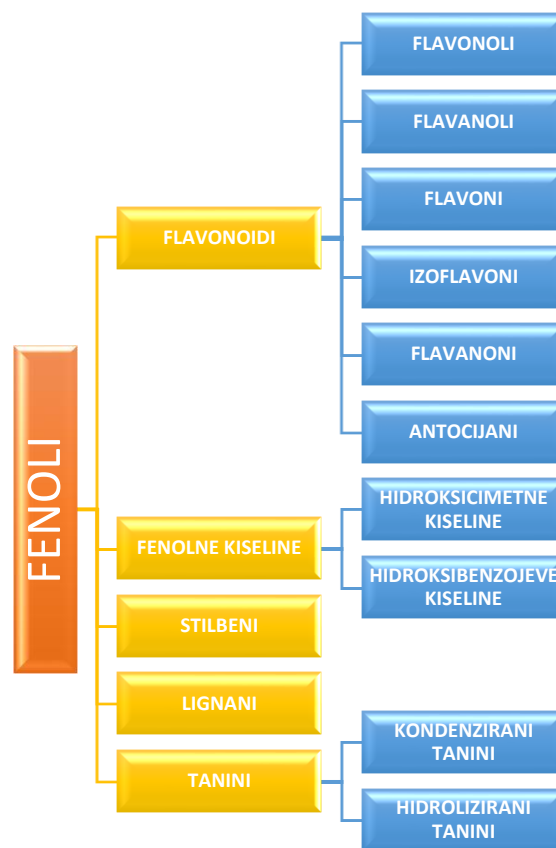 FENOLI
FLAVONOIDI
FLAVONOLI
FLAVANOLI
FLAVONI
IZOFLAVONI
FLAVANONI
ANTOCIJANI
FENOLNE KISELINE
HIDROKSICIMETNE
KISELINE
HIDROKSIBENZOJEVE
KISELINE
STILBENI
LIGNANI
TANINI
KONDENZIRANI
TANINI
HIDROLIZIRANI
TANINI